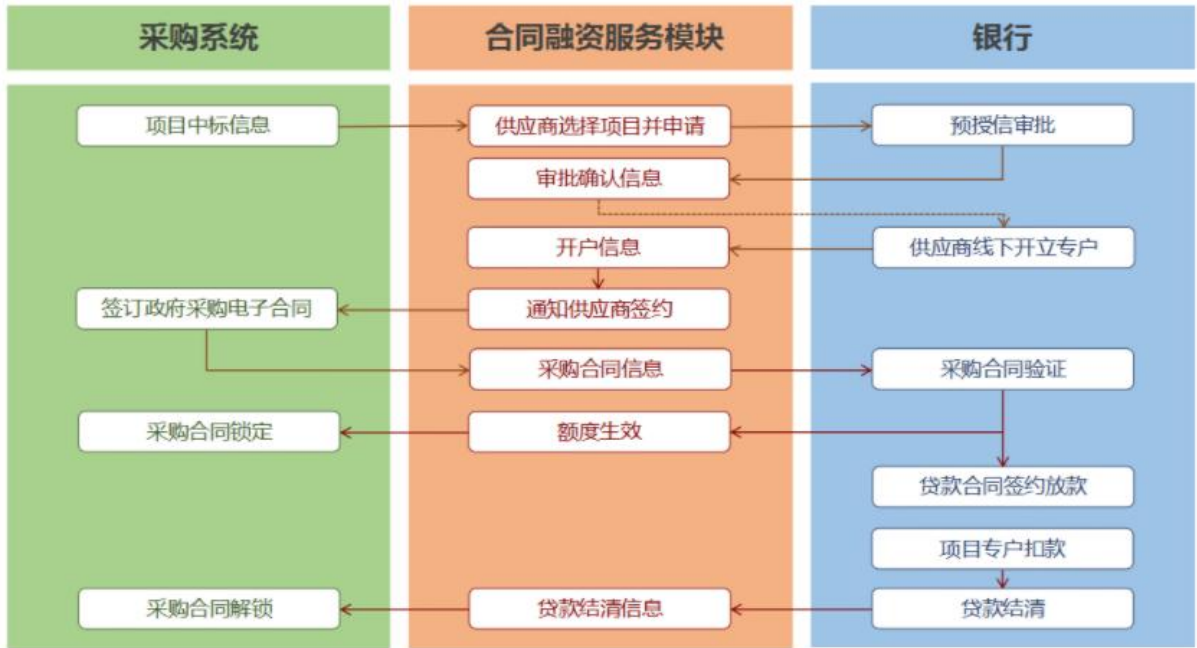 采购系统
合同融资服务模块
银行
项目中标信息
供应商选择项目并申请
预授信审批
审批确认信息
开户信息
供应商线下开立专户
签订政府采购电子合同
通知供应商签约
采购合同信息
采购合同验证
采购合同锁定
额度生效
贷款合同签约放款
项目专户扣款
采购合同解锁
贷款结清信息
贷款结清